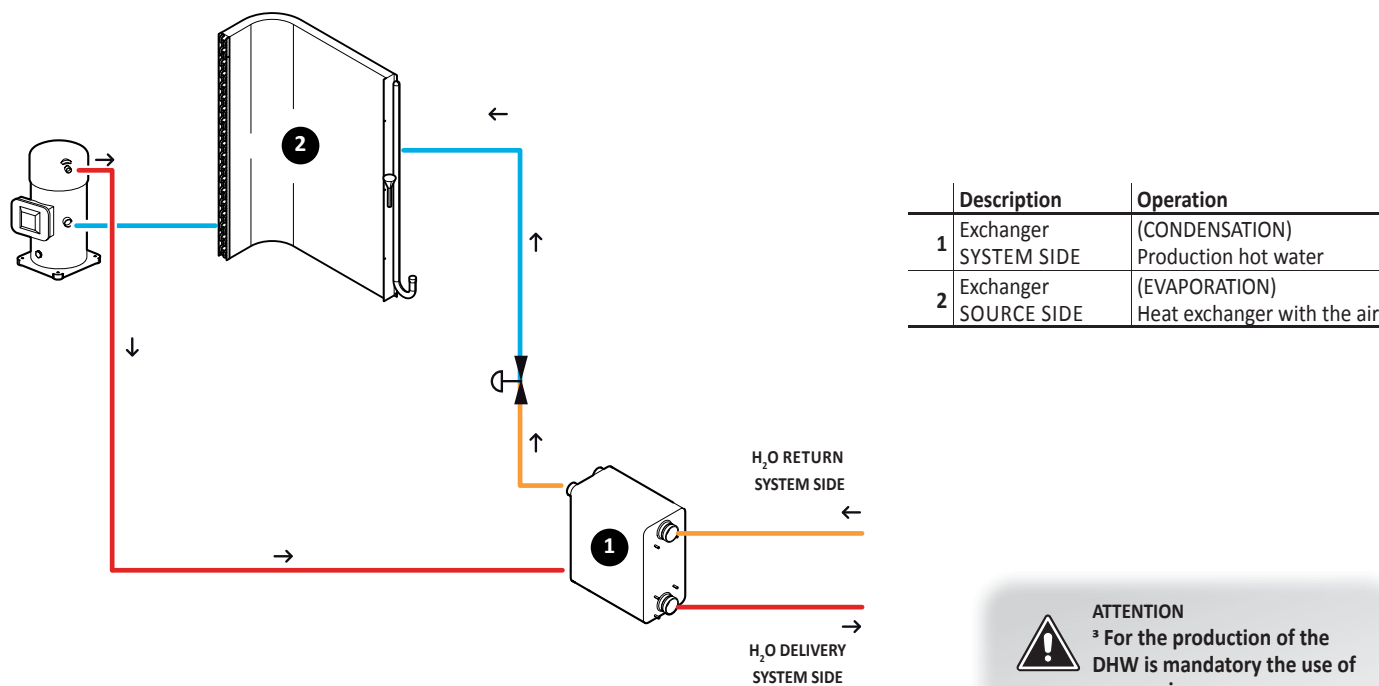 2
Description Operation
1 Exchanger (CONDENSATION)
SYSTEM SIDE Production hot water
2 Exchanger (EVAPORATION)
SOURCE SIDE Heat exchanger with the air
H₂O RETURN
SYSTEM SIDE
1
H₂O DELIVERY
SYSTEM SIDE
ATTENTION
³ For the production of the
DHW is mandatory the use of